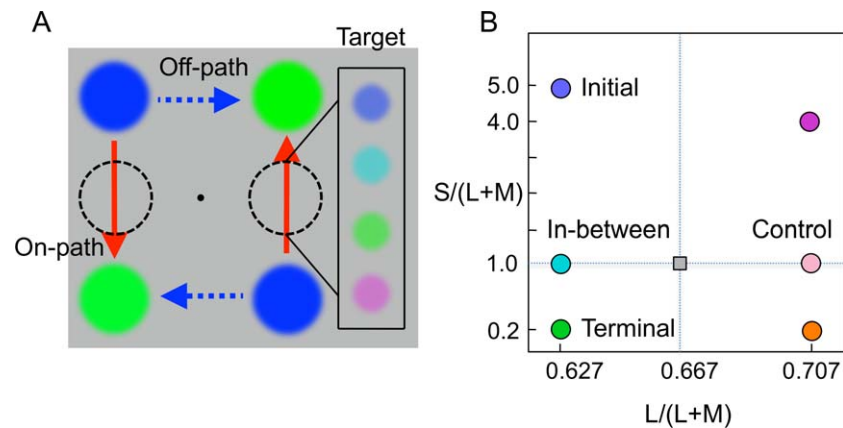 A
Target
Off-path
On-path
B
5.0
Initial
4.0
S/(L+M)
In-between
Control
1.0
Terminal
0.2
0.627
0.667
0.707
L/(L+M)